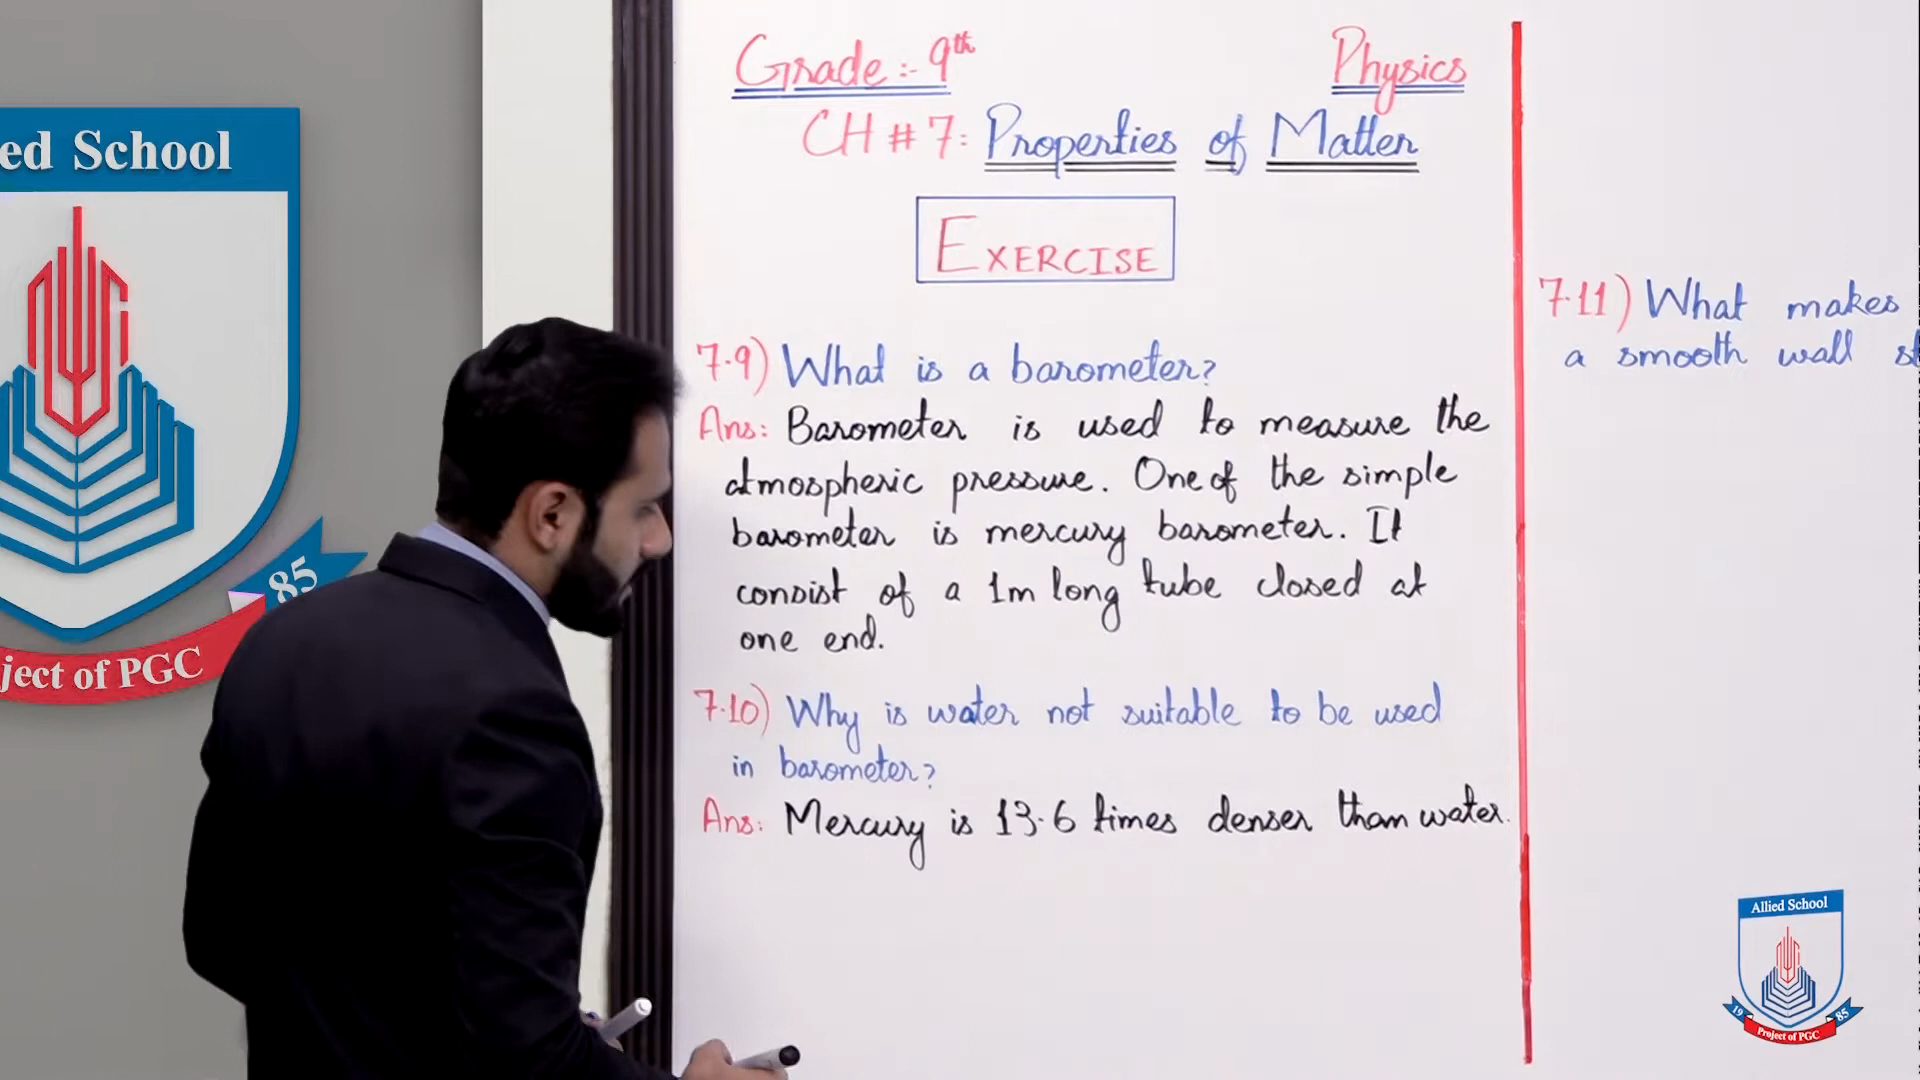 ed School
85
ject of PGC
Grade:- 9th
Physics
CH # 7: Properties of Matter
EXERCISE
7.9) What is a barometer?
Ans: Barometer is used to measure the
atmospheric pressure. One of the simple
barometer is mercury barometer. It
consist of a 1m long tube closed at
one end.
7.10) Why is water not suitable to be used
in barometer?
Ans: Mercury is 13.6 times denser than water.
7.11) What makes
a smooth wall st
Allied School
19 85
Project of PGC